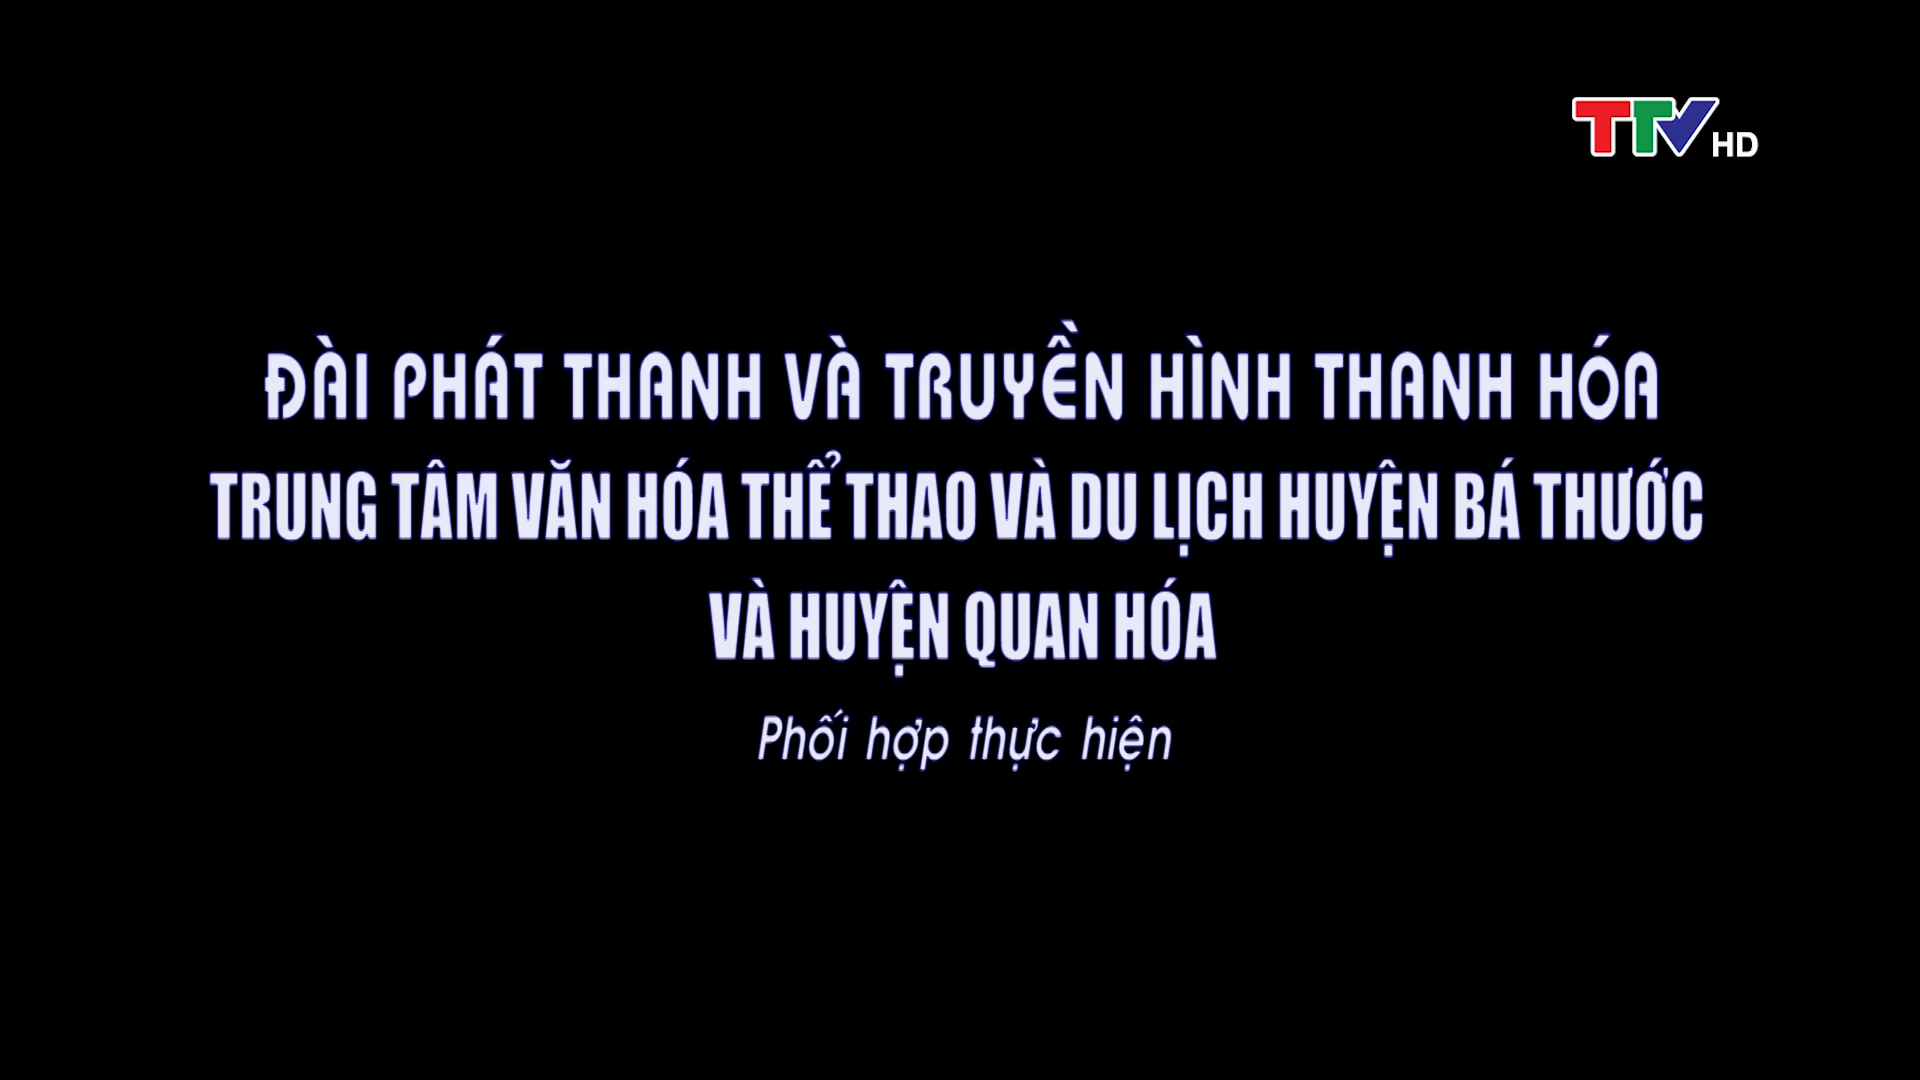 TTV HD
ĐÀI PHÁT THANH VÀ TRUYỀN HÌNH THANH HÓA
TRUNG TÂM VĂN HÓA THỂ THAO VÀ DU LỊCH HUYỆN BÁ THƯỚC
VÀ HUYỆN QUAN HÓA
Phối hợp thực hiện